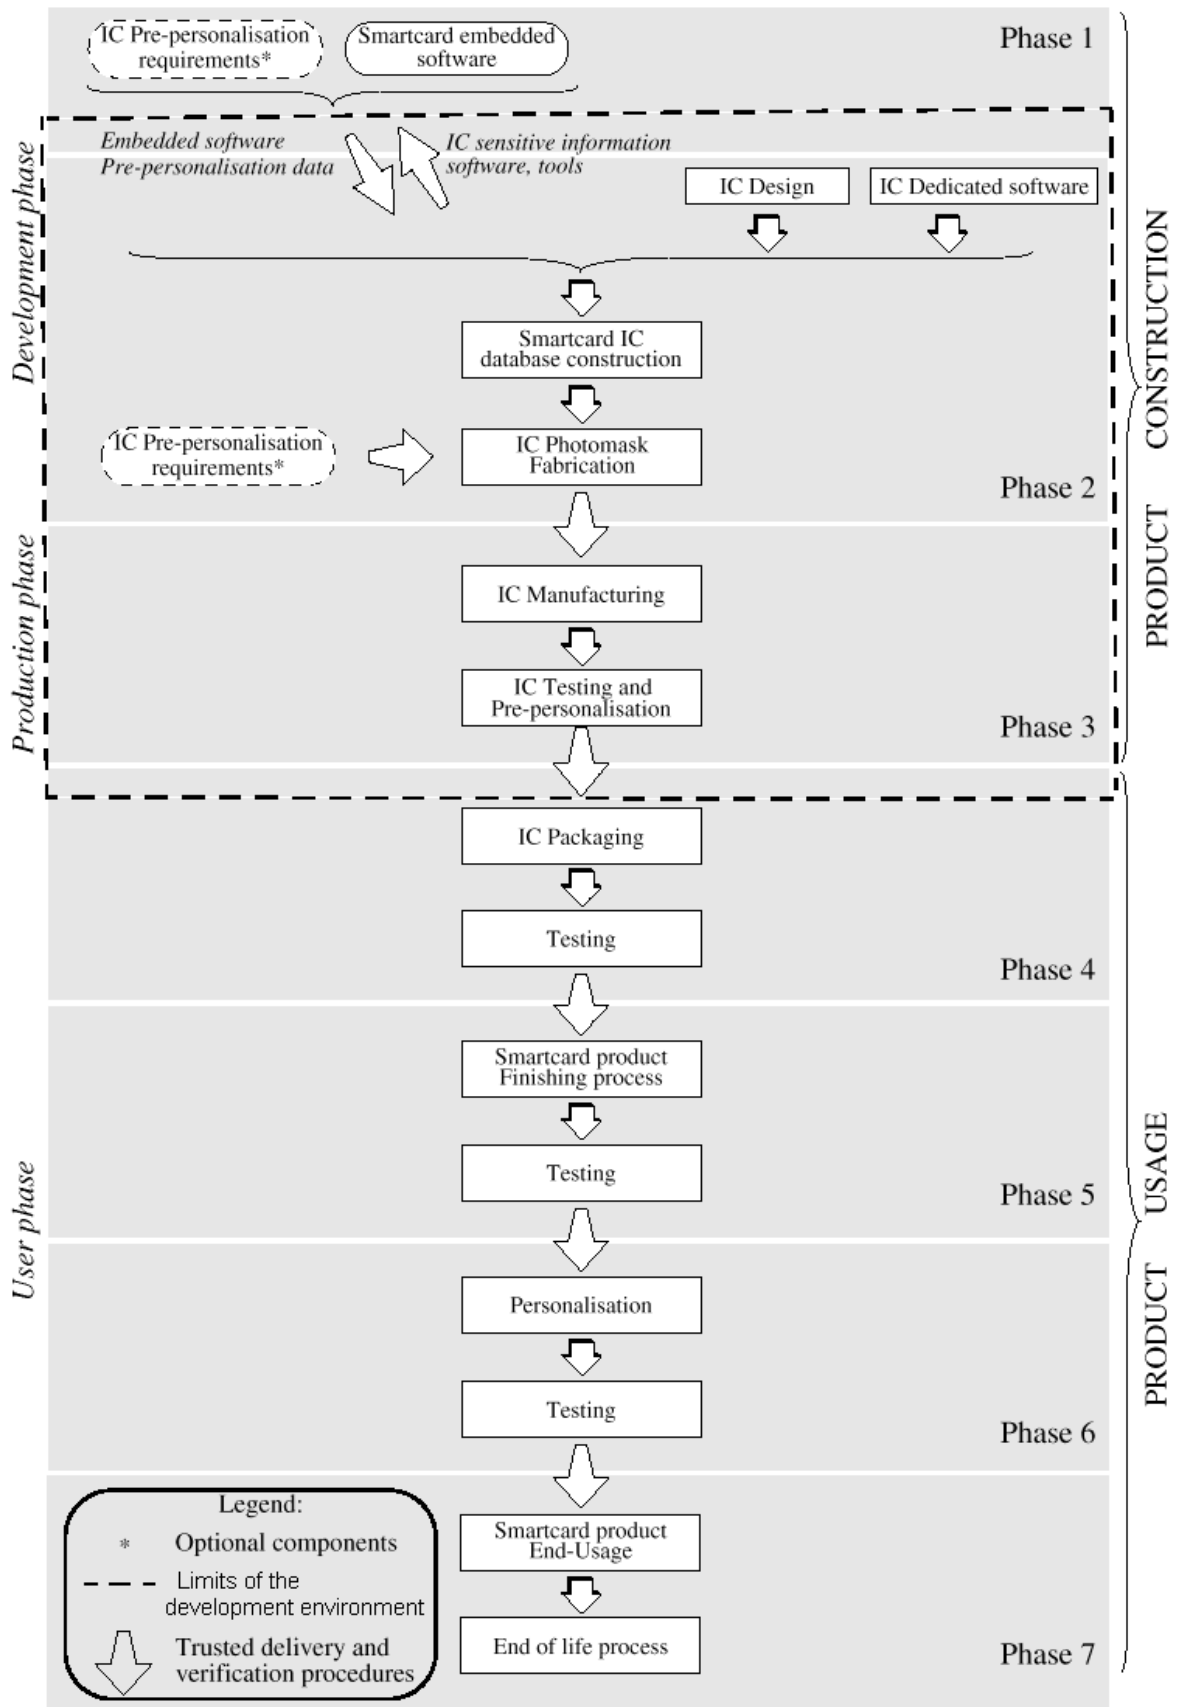 IC Pre-personalisation
requirements*
Smartcard embedded
software
Phase 1
Embedded software
Pre-personalisation data
IC sensitive information
software, tools
IC Design
IC Dedicated software
Development phase
Smartcard IC
database construction
IC Pre-personalisation
requirements*
IC Photomask
Fabrication
Phase 2
PRODUCT CONSTRUCTION
Production phase
IC Manufacturing
IC Testing and
Pre-personalisation
Phase 3
IC Packaging
Testing
Phase 4
Smartcard product
Finishing process
Testing
Phase 5
User phase
PRODUCT USAGE
Personalisation
Testing
Phase 6
Smartcard product
End-Usage
End of life process
Phase 7
Legend:
* Optional components
Limits of the
development environment
Trusted delivery and
verification procedures